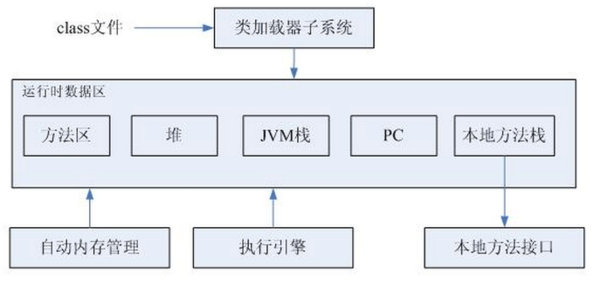 class文件
类加载器子系统
运行时数据区
方法区
堆
JVM栈
PC
本地方法栈
自动内存管理
执行引擎
本地方法接口